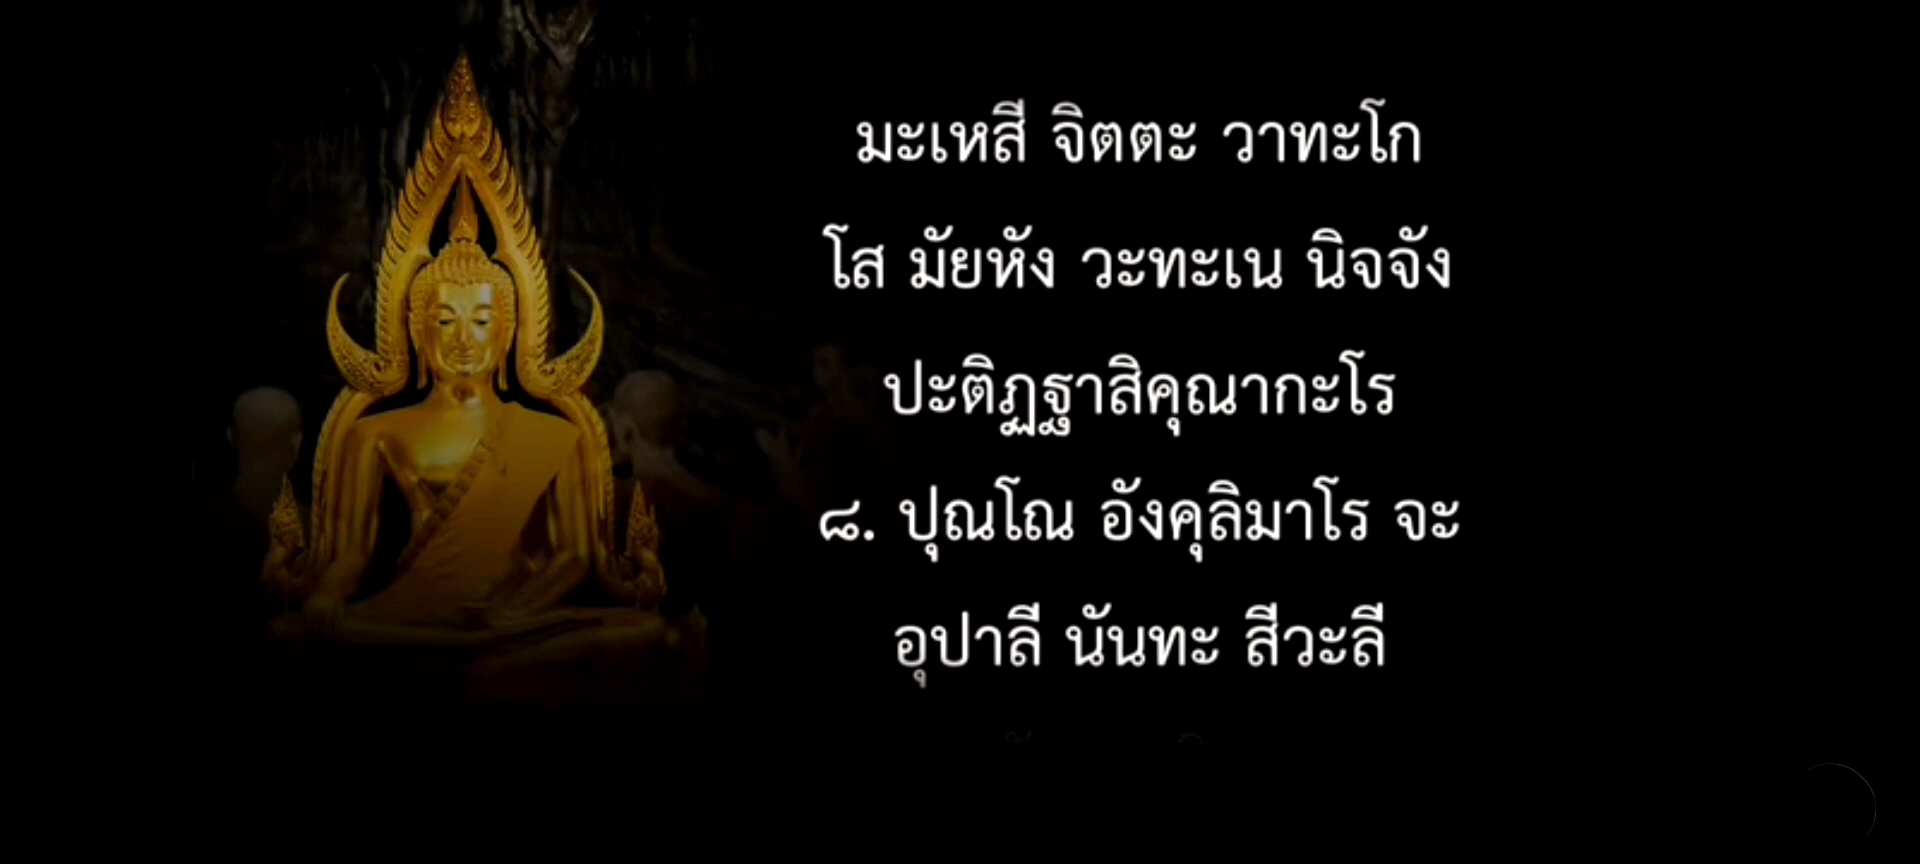 มะเหสี จิตตะ วาทะโก
โส มัยหัง วะทะเน นิจจัง
ปะติฏฐาสิคุณากะโร
๘. ปุณโณ อังคุลิมาโร จะ
อุปาลี นันทะ สีวะลี